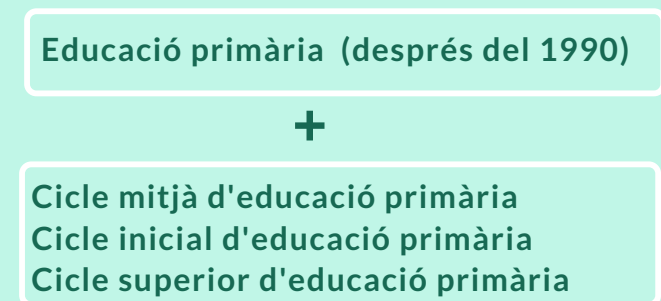 Educació primària (després del 1990)
+
Cicle mitjà d'educació primària
Cicle inicial d'educació primària
Cicle superior d'educació primària